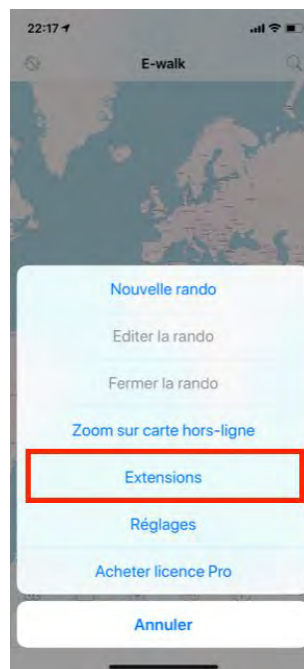 22:17
E-walk
Nouvelle rando
Editer la rando
Fermer la rando
Zoom sur carte hors-ligne
Extensions
Réglages
Acheter licence Pro
Annuler